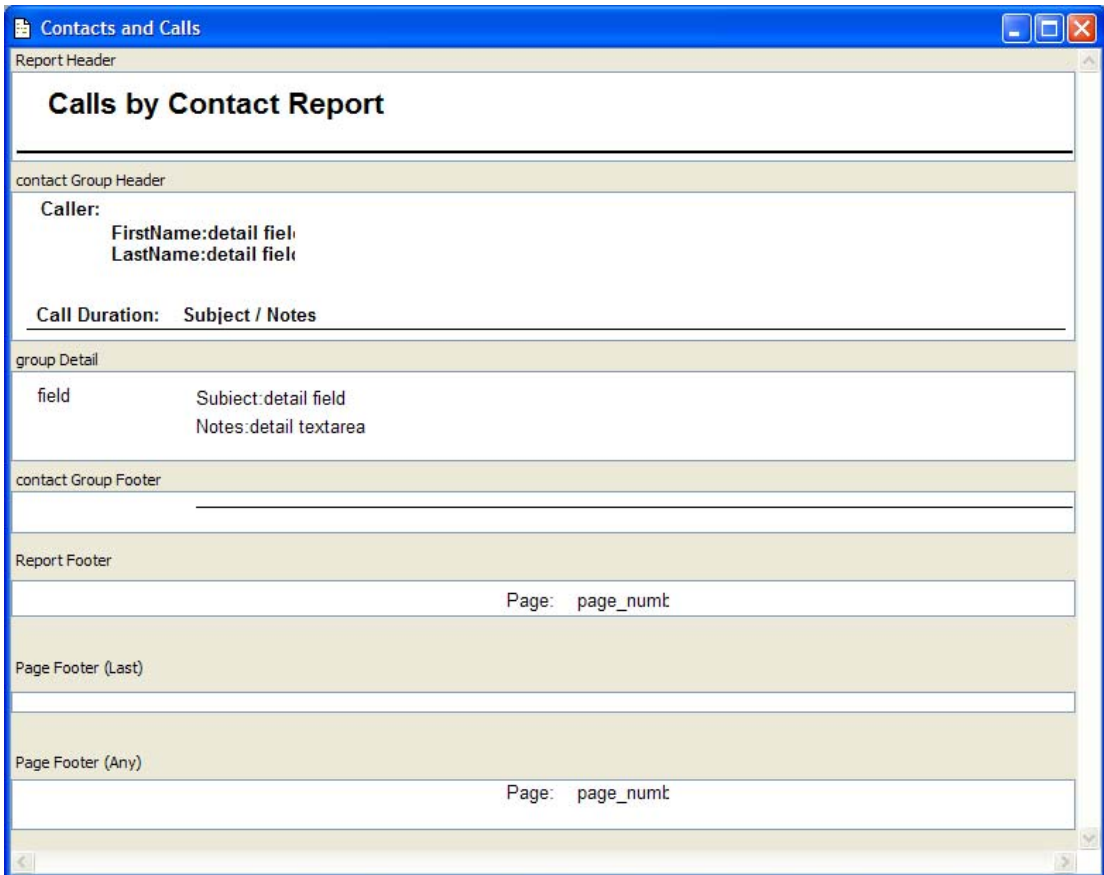 Contacts and Calls
Report Header
Calls by Contact Report
contact Group Header
Caller:
FirstName:detail fiel
LastName:detail fiel
Call Duration: Subject / Notes
group Detail
field Subject:detail field
Notes:detail textarea
contact Group Footer
Report Footer
Page: page_numb
Page Footer (Last)
Page Footer (Any)
Page: page_numb